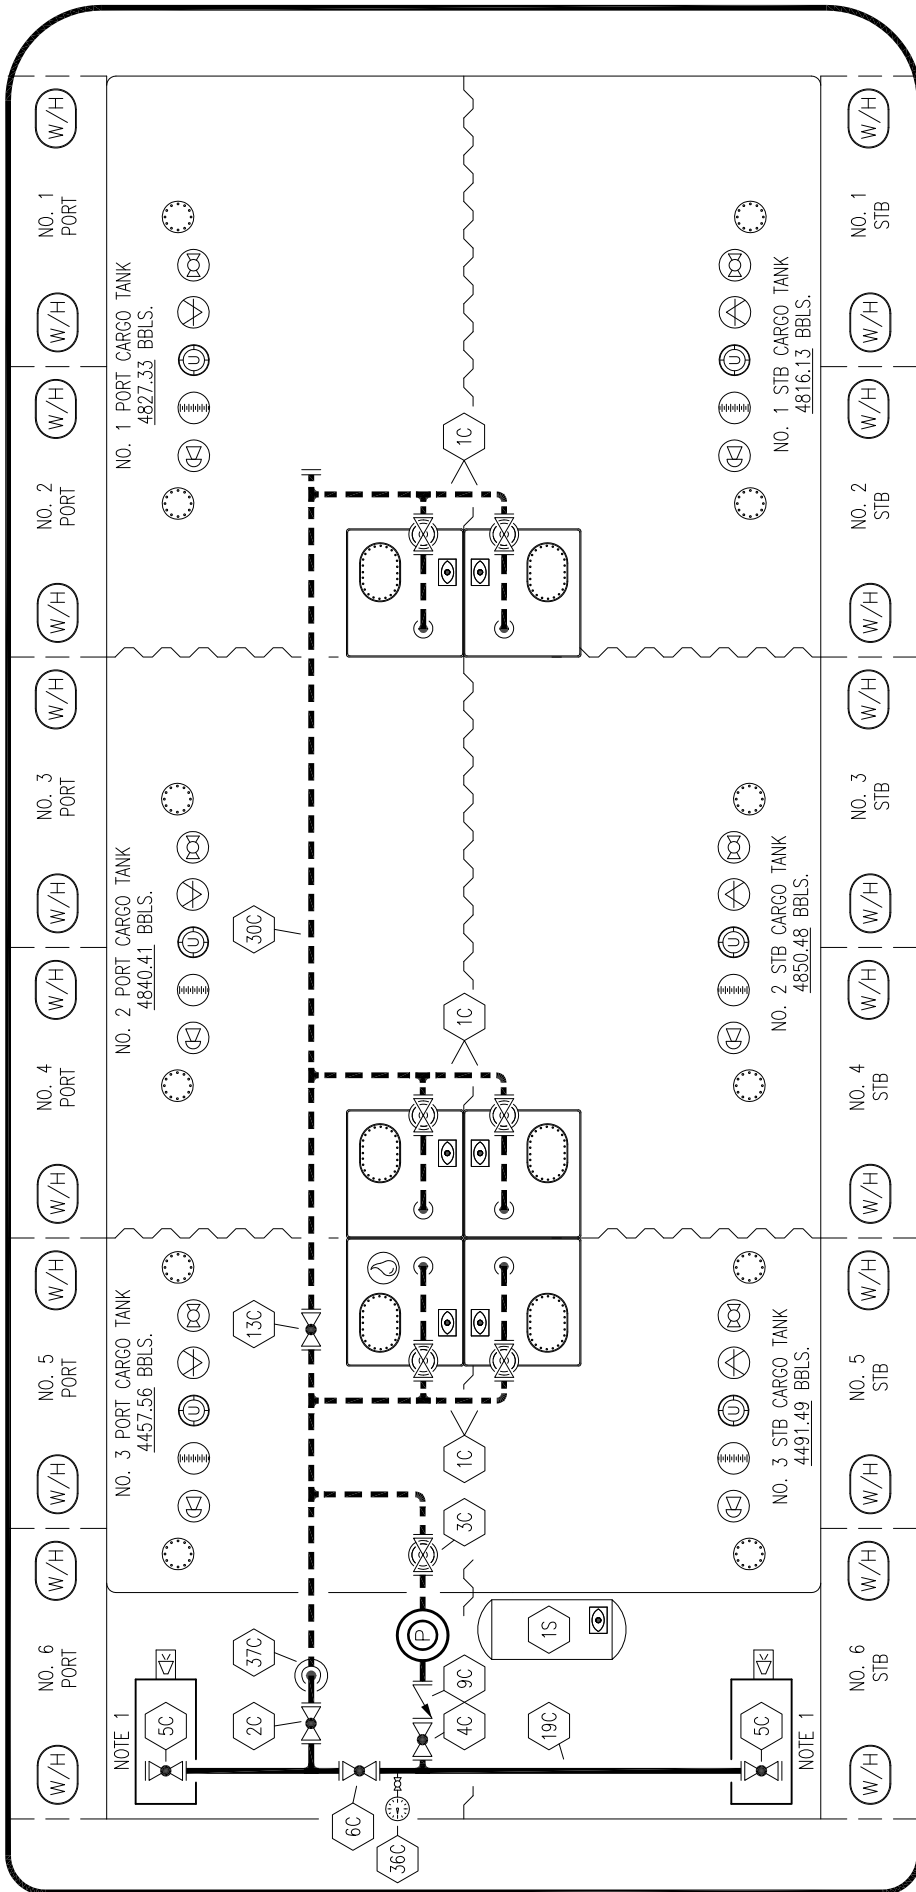 W/H
NO. 1
PORT
W/H
W/H
NO. 2
PORT
W/H
W/H
NO. 3
PORT
W/H
W/H
NO. 4
PORT
W/H
W/H
NO. 5
PORT
W/H
W/H
NO. 6
PORT
W/H
NO. 1 PORT CARGO TANK
4827.33 BBLS.
U
NO. 2 PORT CARGO TANK
4840.41 BBLS.
U
NO. 3 PORT CARGO TANK
4457.56 BBLS.
U
NOTE 1
5C
37C
2C
13C
30C
1C
1C
1C
3C
P
9C
4C
6C
36C
19C
1S
5C
NOTE 1
U
NO. 1 STB CARGO TANK
4816.13 BBLS.
U
NO. 2 STB CARGO TANK
4850.48 BBLS.
U
NO. 3 STB CARGO TANK
4491.49 BBLS.
W/H
NO. 1
STB
W/H
W/H
NO. 2
STB
W/H
W/H
NO. 3
STB
W/H
W/H
NO. 4
STB
W/H
W/H
NO. 5
STB
W/H
W/H
NO. 6
STB
W/H